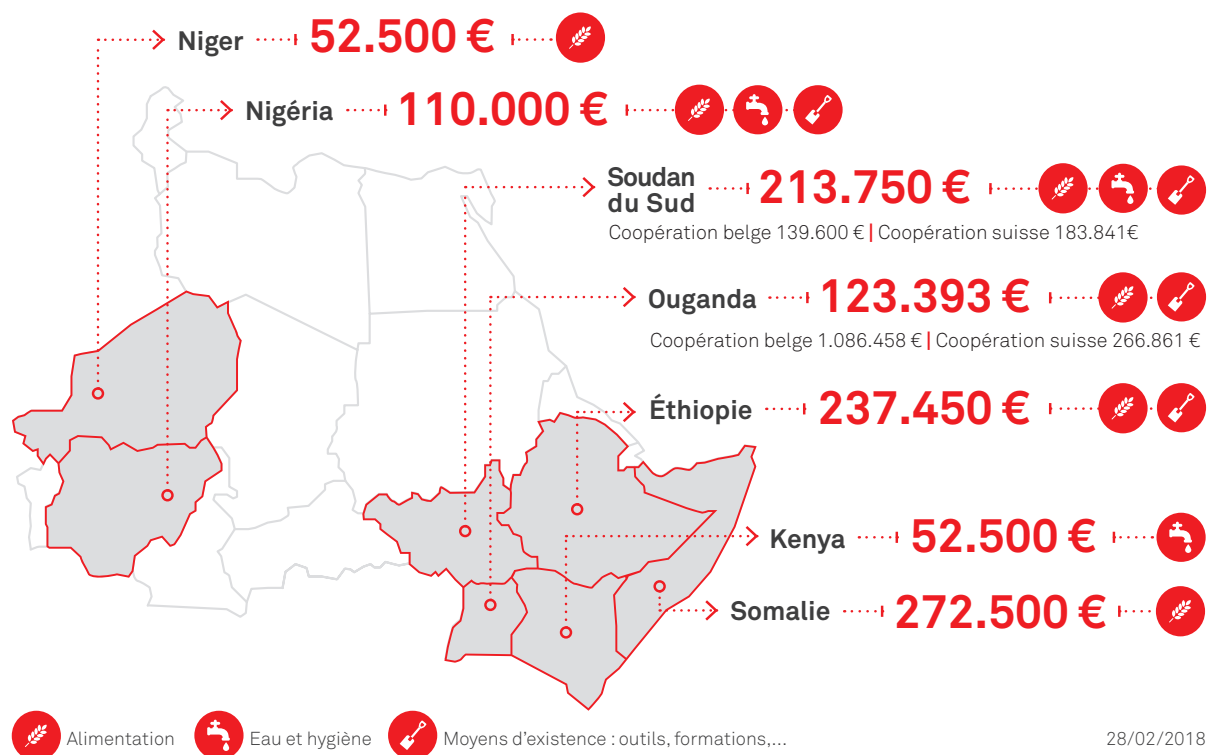 Niger 52.500 €
Nigéria 110.000 €
Soudan
du Sud 213.750 €
Coopération belge 139.600 € | Coopération suisse 183.841€
Ouganda 123.393 €
Coopération belge 1.086.458 € | Coopération suisse 266.861 €
Éthiopie 237.450 €
Kenya 52.500 €
Somalie 272.500 €
Alimentation Eau et hygiène Moyens d'existence : outils, formations,... 28/02/2018